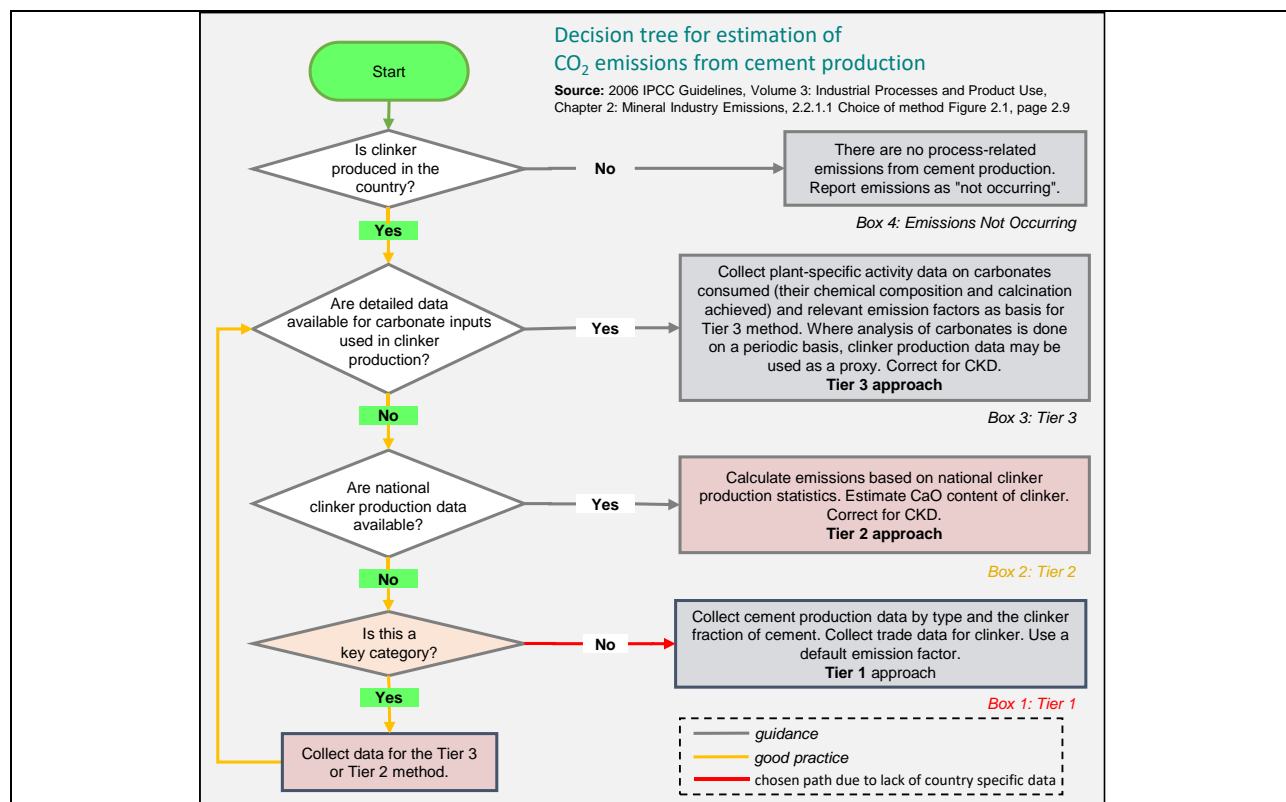 Decision tree for estimation of
CO₂ emissions from cement production
Source: 2006 IPCC Guidelines, Volume 3: Industrial Processes and Product Use,
Chapter 2: Mineral Industry Emissions, 2.2.1.1 Choice of method Figure 2.1, page 2.9
Start
Is clinker
produced in the
country?
No
There are no process-related
emissions from cement production.
Report emissions as "not occurring".
Box 4: Emissions Not Occurring
Yes
Are detailed data
available for carbonate inputs
used in clinker
production?
Yes
Collect plant-specific activity data on carbonates
consumed (their chemical composition and calcination
achieved) and relevant emission factors as basis for
Tier 3 method. Where analysis of carbonates is done
on a periodic basis, clinker production data may be
used as a proxy. Correct for CKD.
Tier 3 approach
Box 3: Tier 3
No
Are national
clinker production data
available?
Yes
Calculate emissions based on national clinker
production statistics. Estimate CaO content of clinker.
Correct for CKD.
Tier 2 approach
Box 2: Tier 2
No
Is this a
key category?
No
Collect cement production data by type and the clinker
fraction of cement. Collect trade data for clinker. Use a
default emission factor.
Tier 1 approach
Box 1: Tier 1
Yes
Collect data for the Tier 3
or Tier 2 method.
guidance
good practice
chosen path due to lack of country specific data